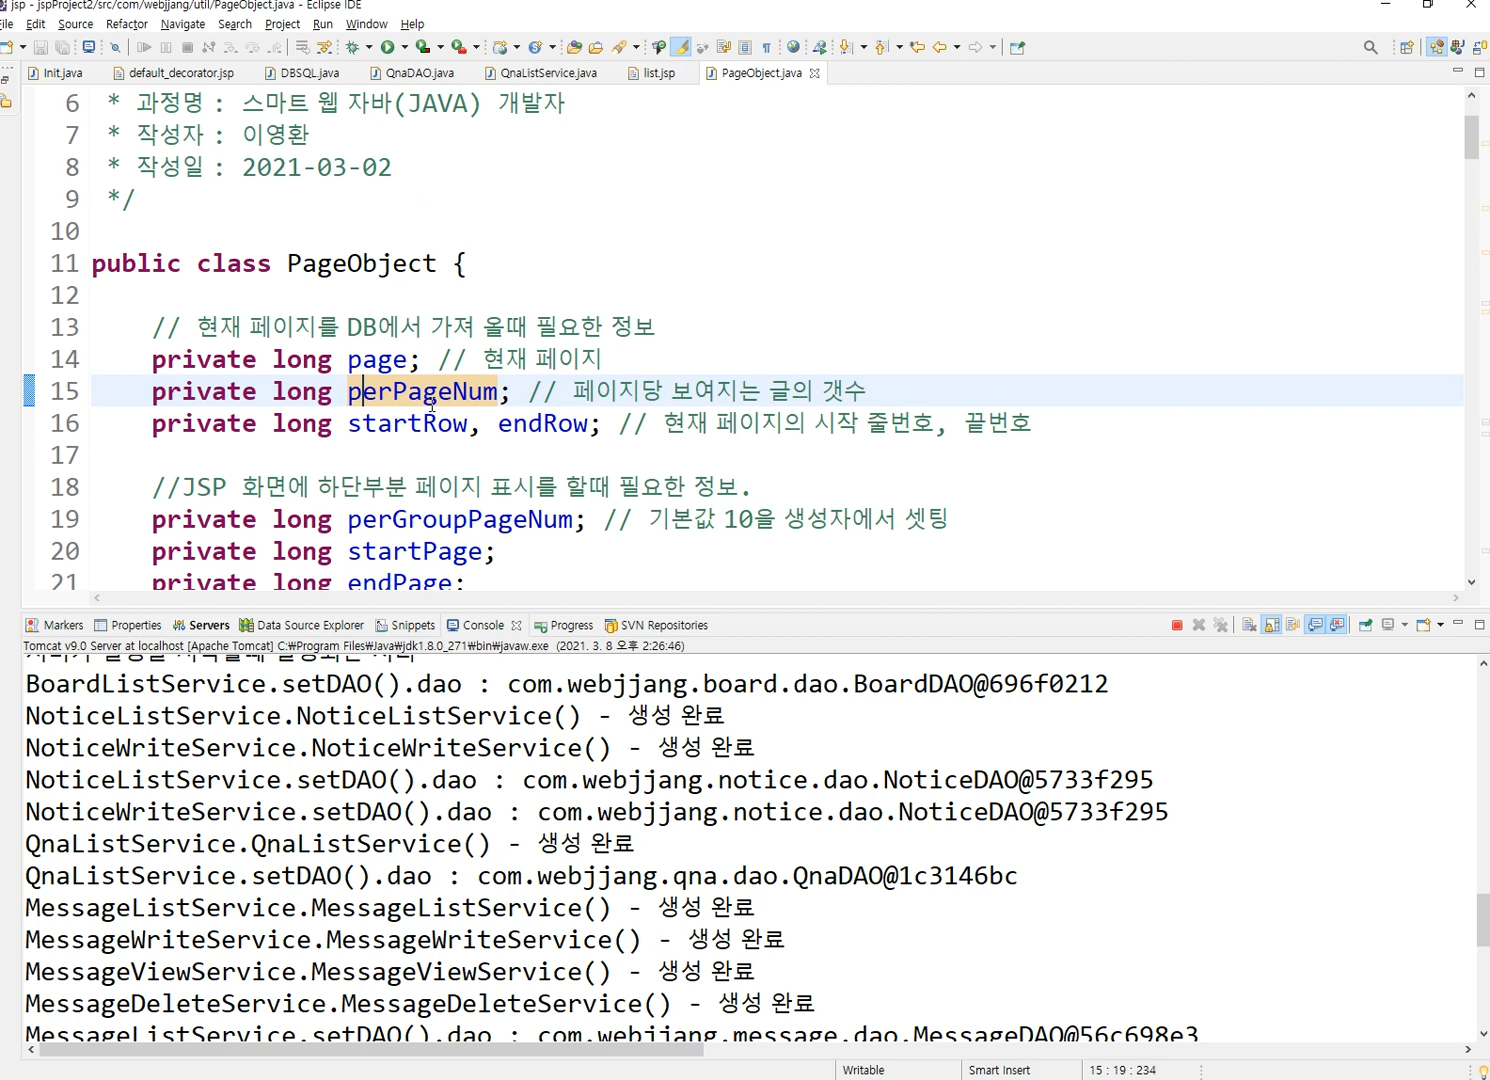 jsp - jspProject2/src/com/webjjang/util/PageObject.java - Eclipse IDE
File Edit Source Refactor Navigate Search Project Run Window Help
Init.java default_decorator.jsp DBSQL.java QnaDAO.java QnaListService.java list.jsp PageObject.java
6 * 과정명 : 스마트 웹 자바(JAVA) 개발자
7 * 작성자 : 이영환
8 * 작성일 : 2021-03-02
9 */
10
11 public class PageObject {
12
13 // 현재 페이지를 DB에서 가져 올때 필요한 정보
14 private long page; // 현재 페이지
15 private long perPageNum; // 페이지당 보여지는 글의 갯수
16 private long startRow, endRow; // 현재 페이지의 시작 줄번호, 끝번호
17
18 //JSP 화면에 하단부분 페이지 표시를 할때 필요한 정보.
19 private long perGroupPageNum; // 기본값 10을 생성자에서 셋팅
20 private long startPage;
21 private long endPage;
Markers Properties Servers Data Source Explorer Snippets Console Progress SVN Repositories
Tomcat v9.0 Server at localhost [Apache Tomcat] C:₩Program Files₩Java₩jdk1.8.0_271₩bin₩javaw.exe (2021. 3. 8 오후 2:26:46)
BoardListService.setDAO().dao : com.webjjang.board.dao.BoardDAO@696f0212
NoticeListService.NoticeListService() - 생성 완료
NoticeWriteService.NoticeWriteService() - 생성 완료
NoticeListService.setDAO().dao : com.webjjang.notice.dao.NoticeDAO@5733f295
NoticeWriteService.setDAO().dao : com.webjjang.notice.dao.NoticeDAO@5733f295
QnaListService.QnaListService() - 생성 완료
QnaListService.setDAO().dao : com.webjjang.qna.dao.QnaDAO@1c3146bc
MessageListService.MessageListService() - 생성 완료
MessageWriteService.MessageWriteService() - 생성 완료
MessageViewService.MessageViewService() - 생성 완료
MessageDeleteService.MessageDeleteService() - 생성 완료
MessageListService.setDAO().dao : com.webjjang.message.dao.MessageDAO@56c698e3
Writable Smart Insert 15 : 19 : 234